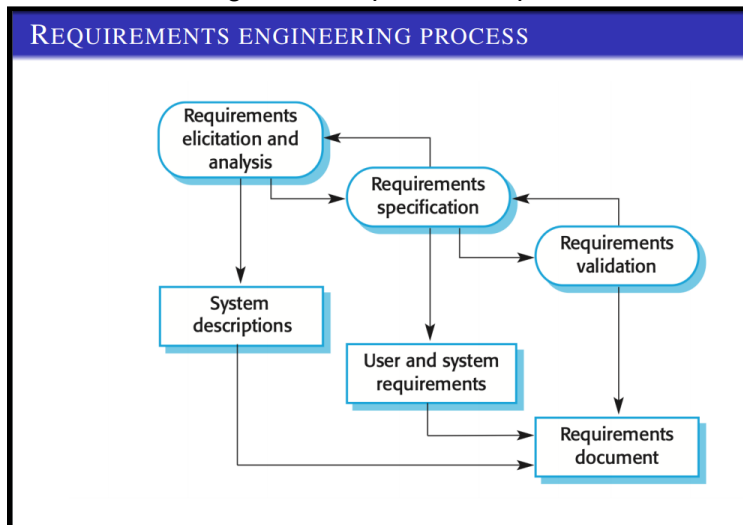 REQUIREMENTS ENGINEERING PROCESS
Requirements
elicitation and
analysis
Requirements
specification
Requirements
validation
System
descriptions
User and system
requirements
Requirements
document